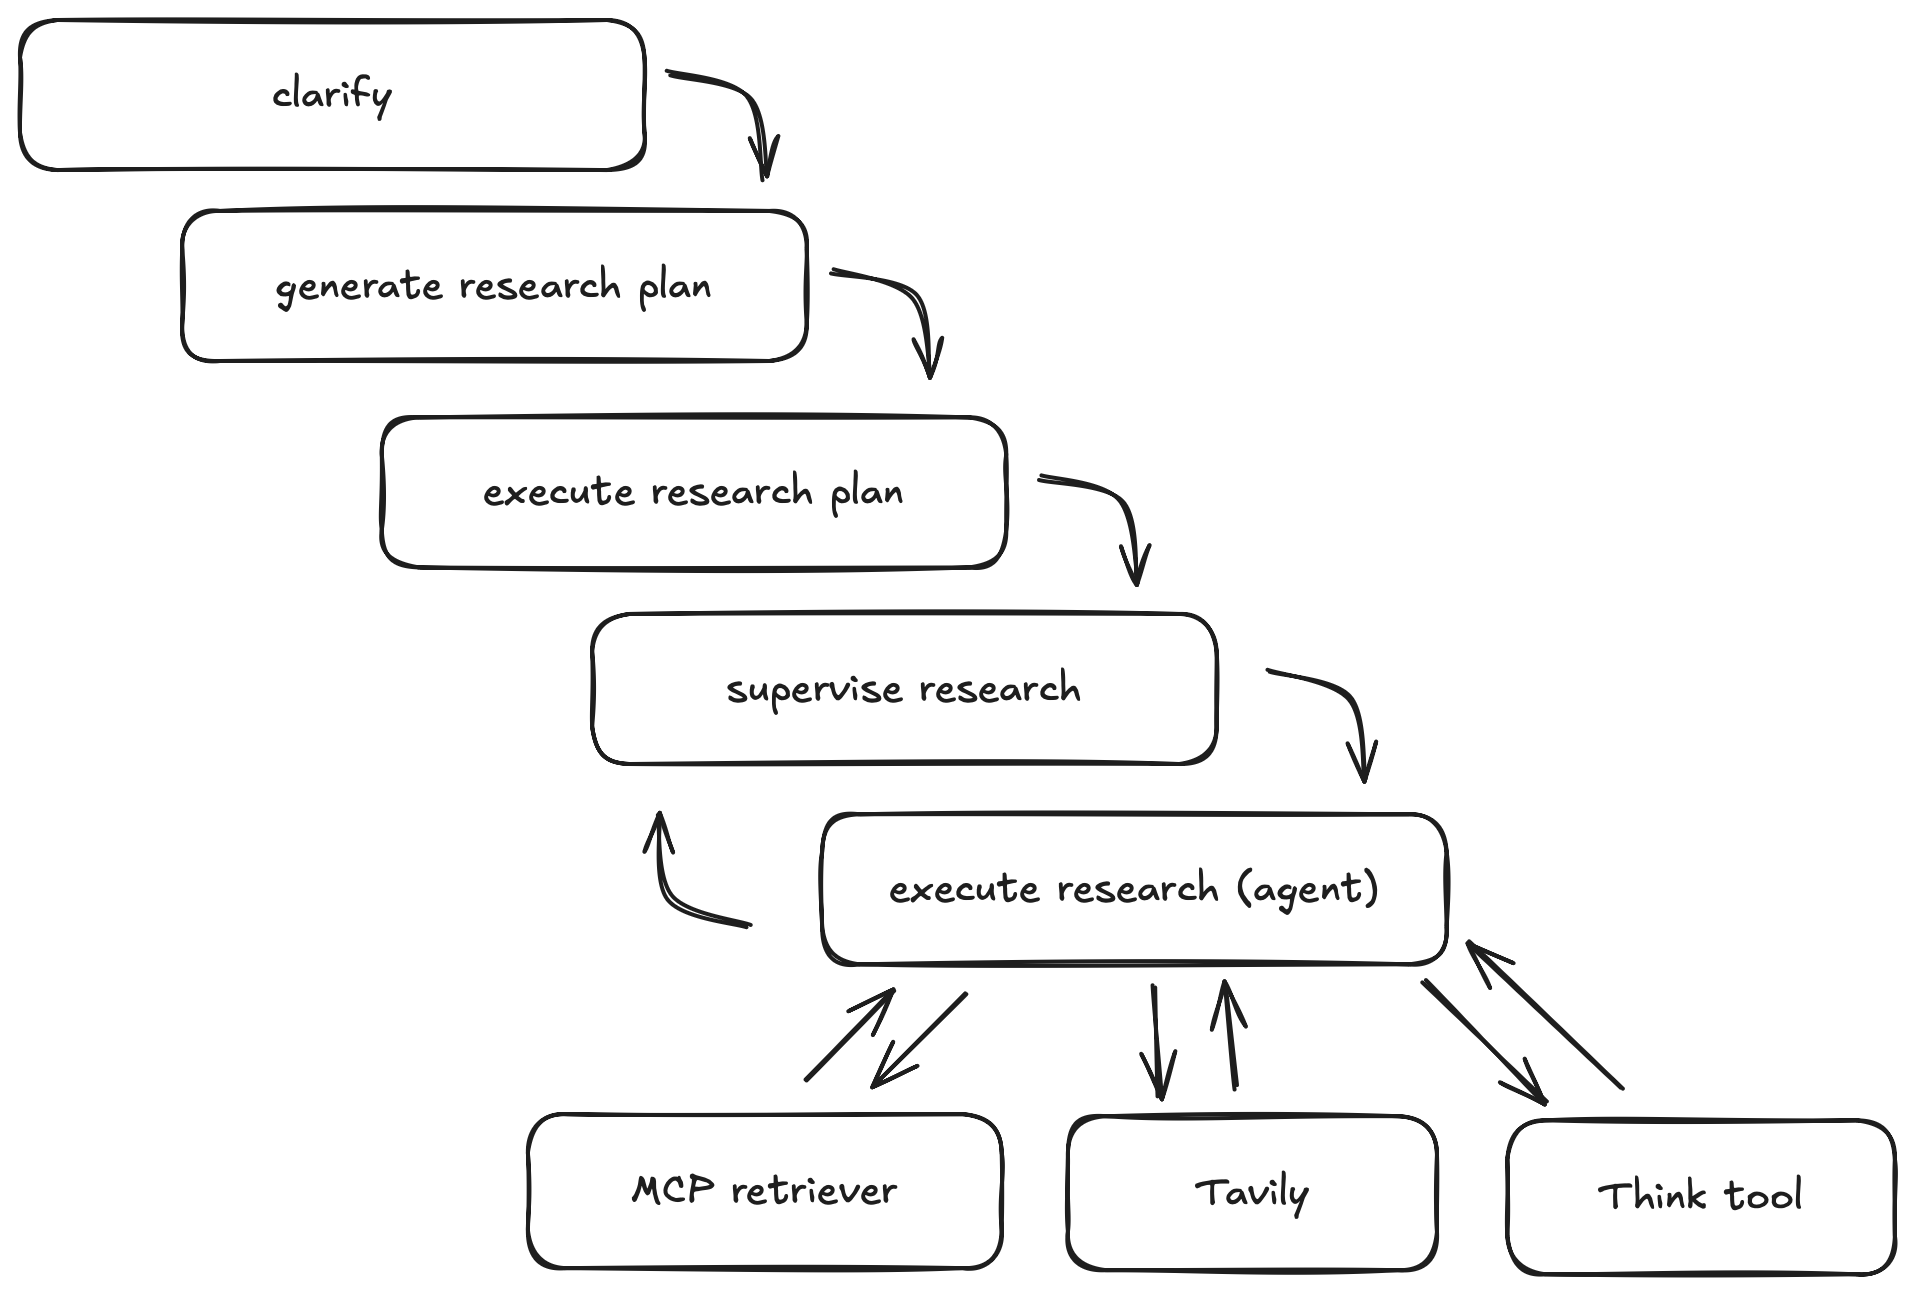 clarify
generate research plan
execute research plan
supervise research
execute research (agent)
MCP retriever
Tavily
Think tool